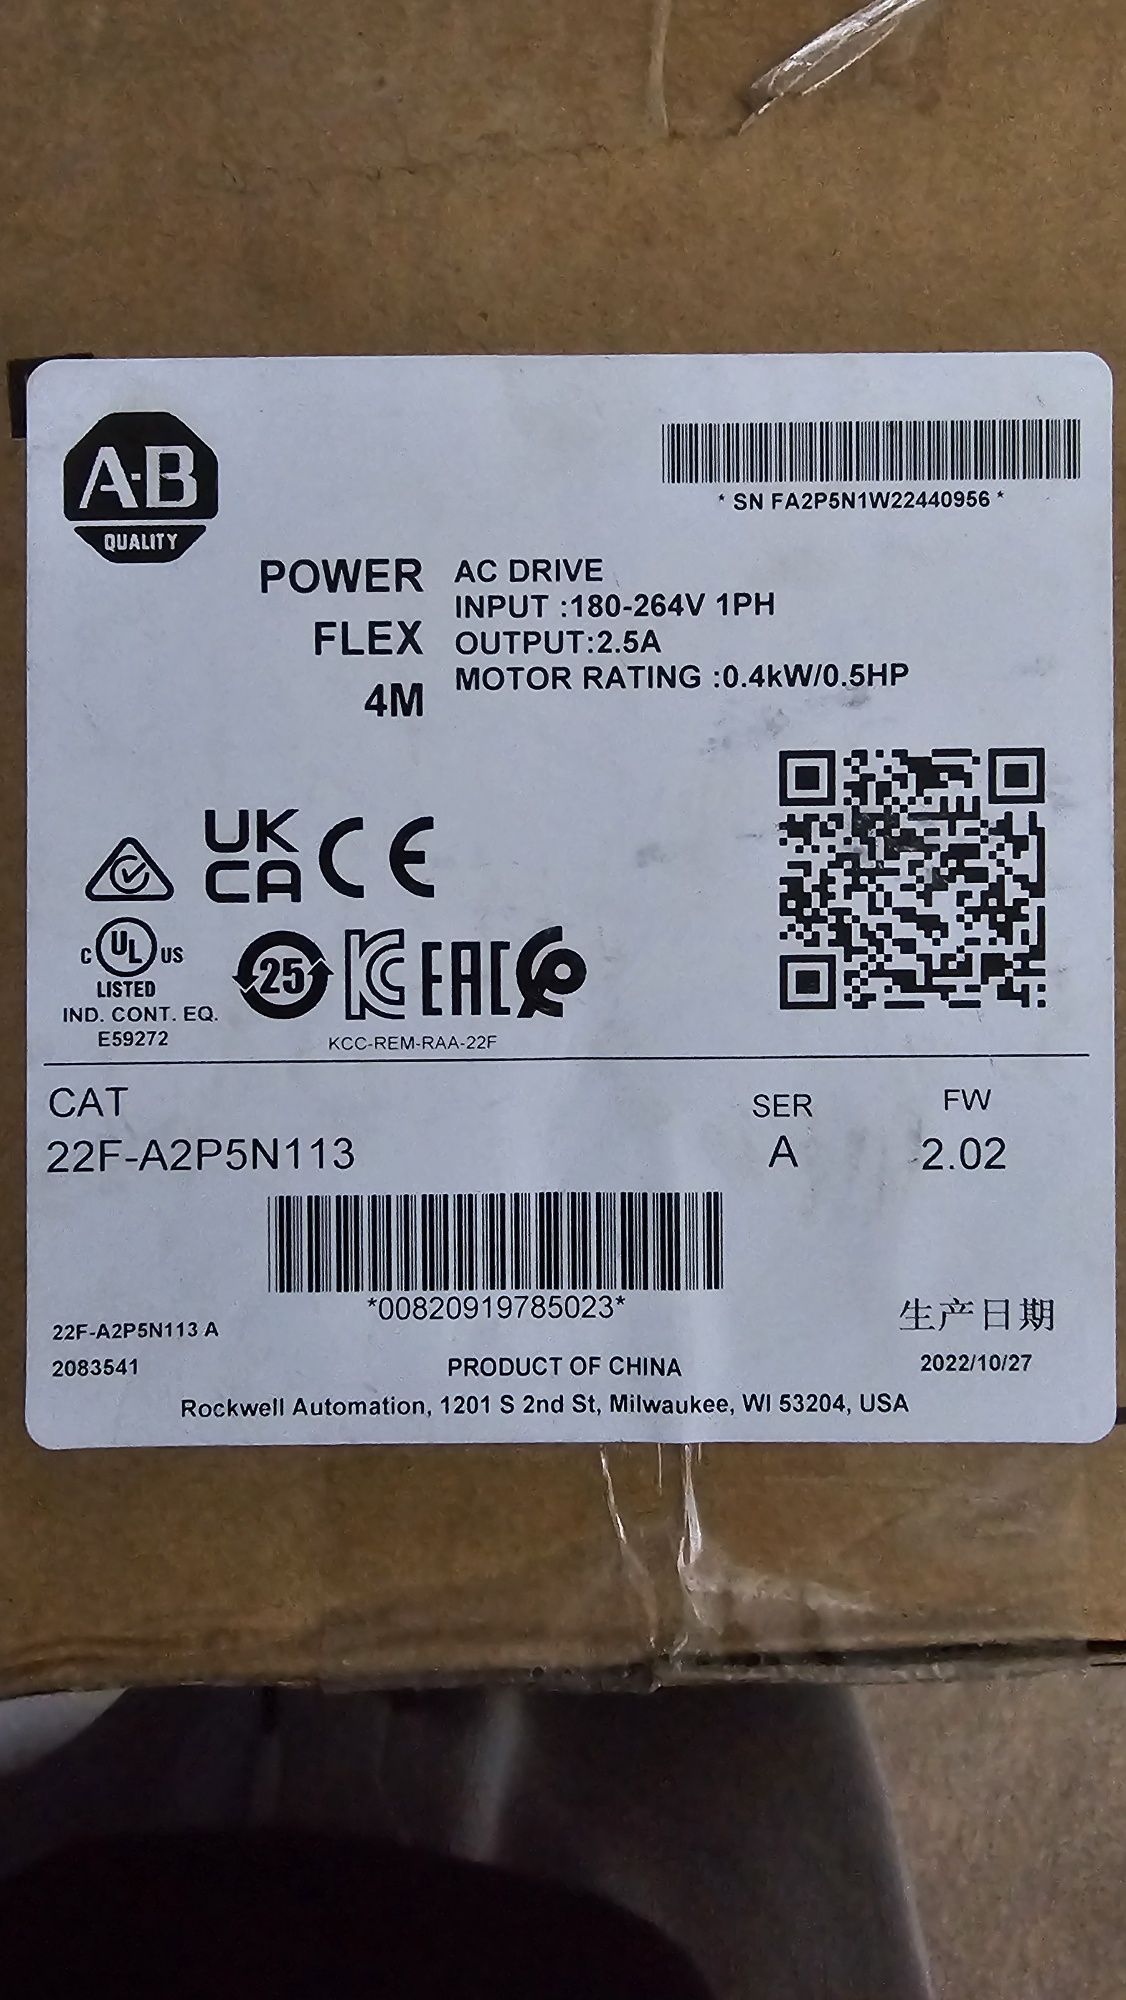 A-B
QUALITY
* SN FA2P5N1W22440956 *
POWER
FLEX
4M
AC DRIVE
INPUT :180-264V 1PH
OUTPUT:2.5A
MOTOR RATING :0.4kW/0.5HP
UK
CA
CE
C UL US
LISTED
IND. CONT. EQ.
E59272
25
KC
EAC
KCC-REM-RAA-22F
CAT
22F-A2P5N113
SER
A
FW
2.02
*00820919785023*
22F-A2P5N113 A
2083541
PRODUCT OF CHINA
生产日期
2022/10/27
Rockwell Automation, 1201 S 2nd St, Milwaukee, WI 53204, USA